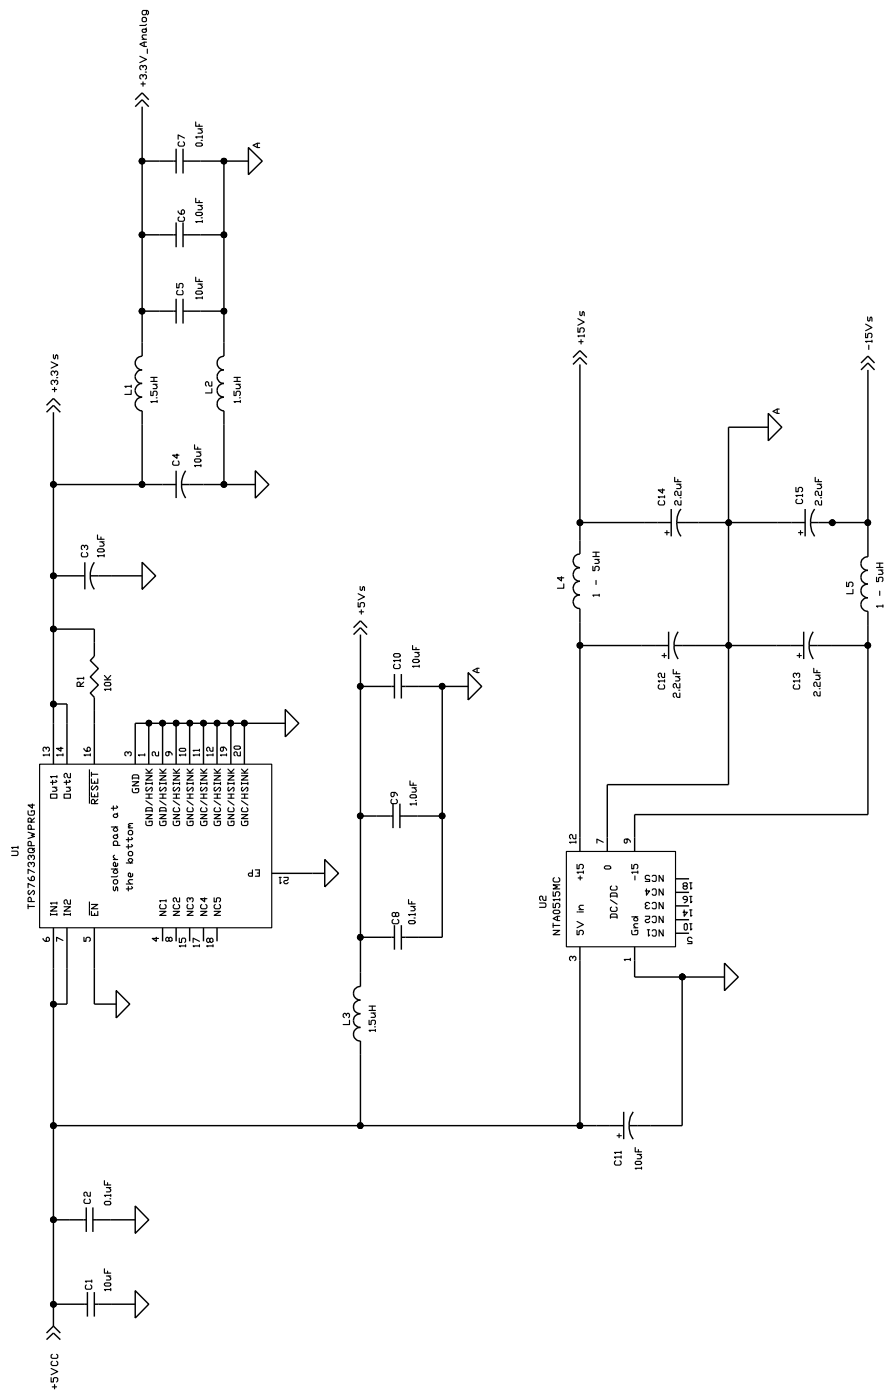 +5VCC
C1
10uF
C2
0.1uF
U1
TPS76733QPWPRG4
6
IN1
7
IN2
5
EN
4
NC1
8
NC2
15
NC3
17
NC4
18
NC5
solder pad at
the bottom
Out1
13
Out2
14
RESET
16
GND
3
GND/HSINK
1
GND/HSINK
2
GNC/HSINK
9
GNC/HSINK
10
GNC/HSINK
11
GNC/HSINK
12
GNC/HSINK
19
GNC/HSINK
20
EP
21
R1
10K
C3
10uF
+3.3Vs
C4
10uF
L1
1.5uH
L2
1.5uH
C5
10uF
C6
1.0uF
C7
0.1uF
A
+3.3V_Analog
L3
1.5uH
C8
0.1uF
C9
1.0uF
C10
10uF
A
+5Vs
C11
10uF
U2
NTA0515MC
3
5V in
1
Gnd
DC/DC
+15
12
0
7
-15
9
NC1
5
NC2
10
NC3
14
NC4
16
NC5
18
C12
2.2uF
C13
2.2uF
L4
1 - 5uH
L5
1 - 5uH
C14
2.2uF
C15
2.2uF
A
+15Vs
-15Vs